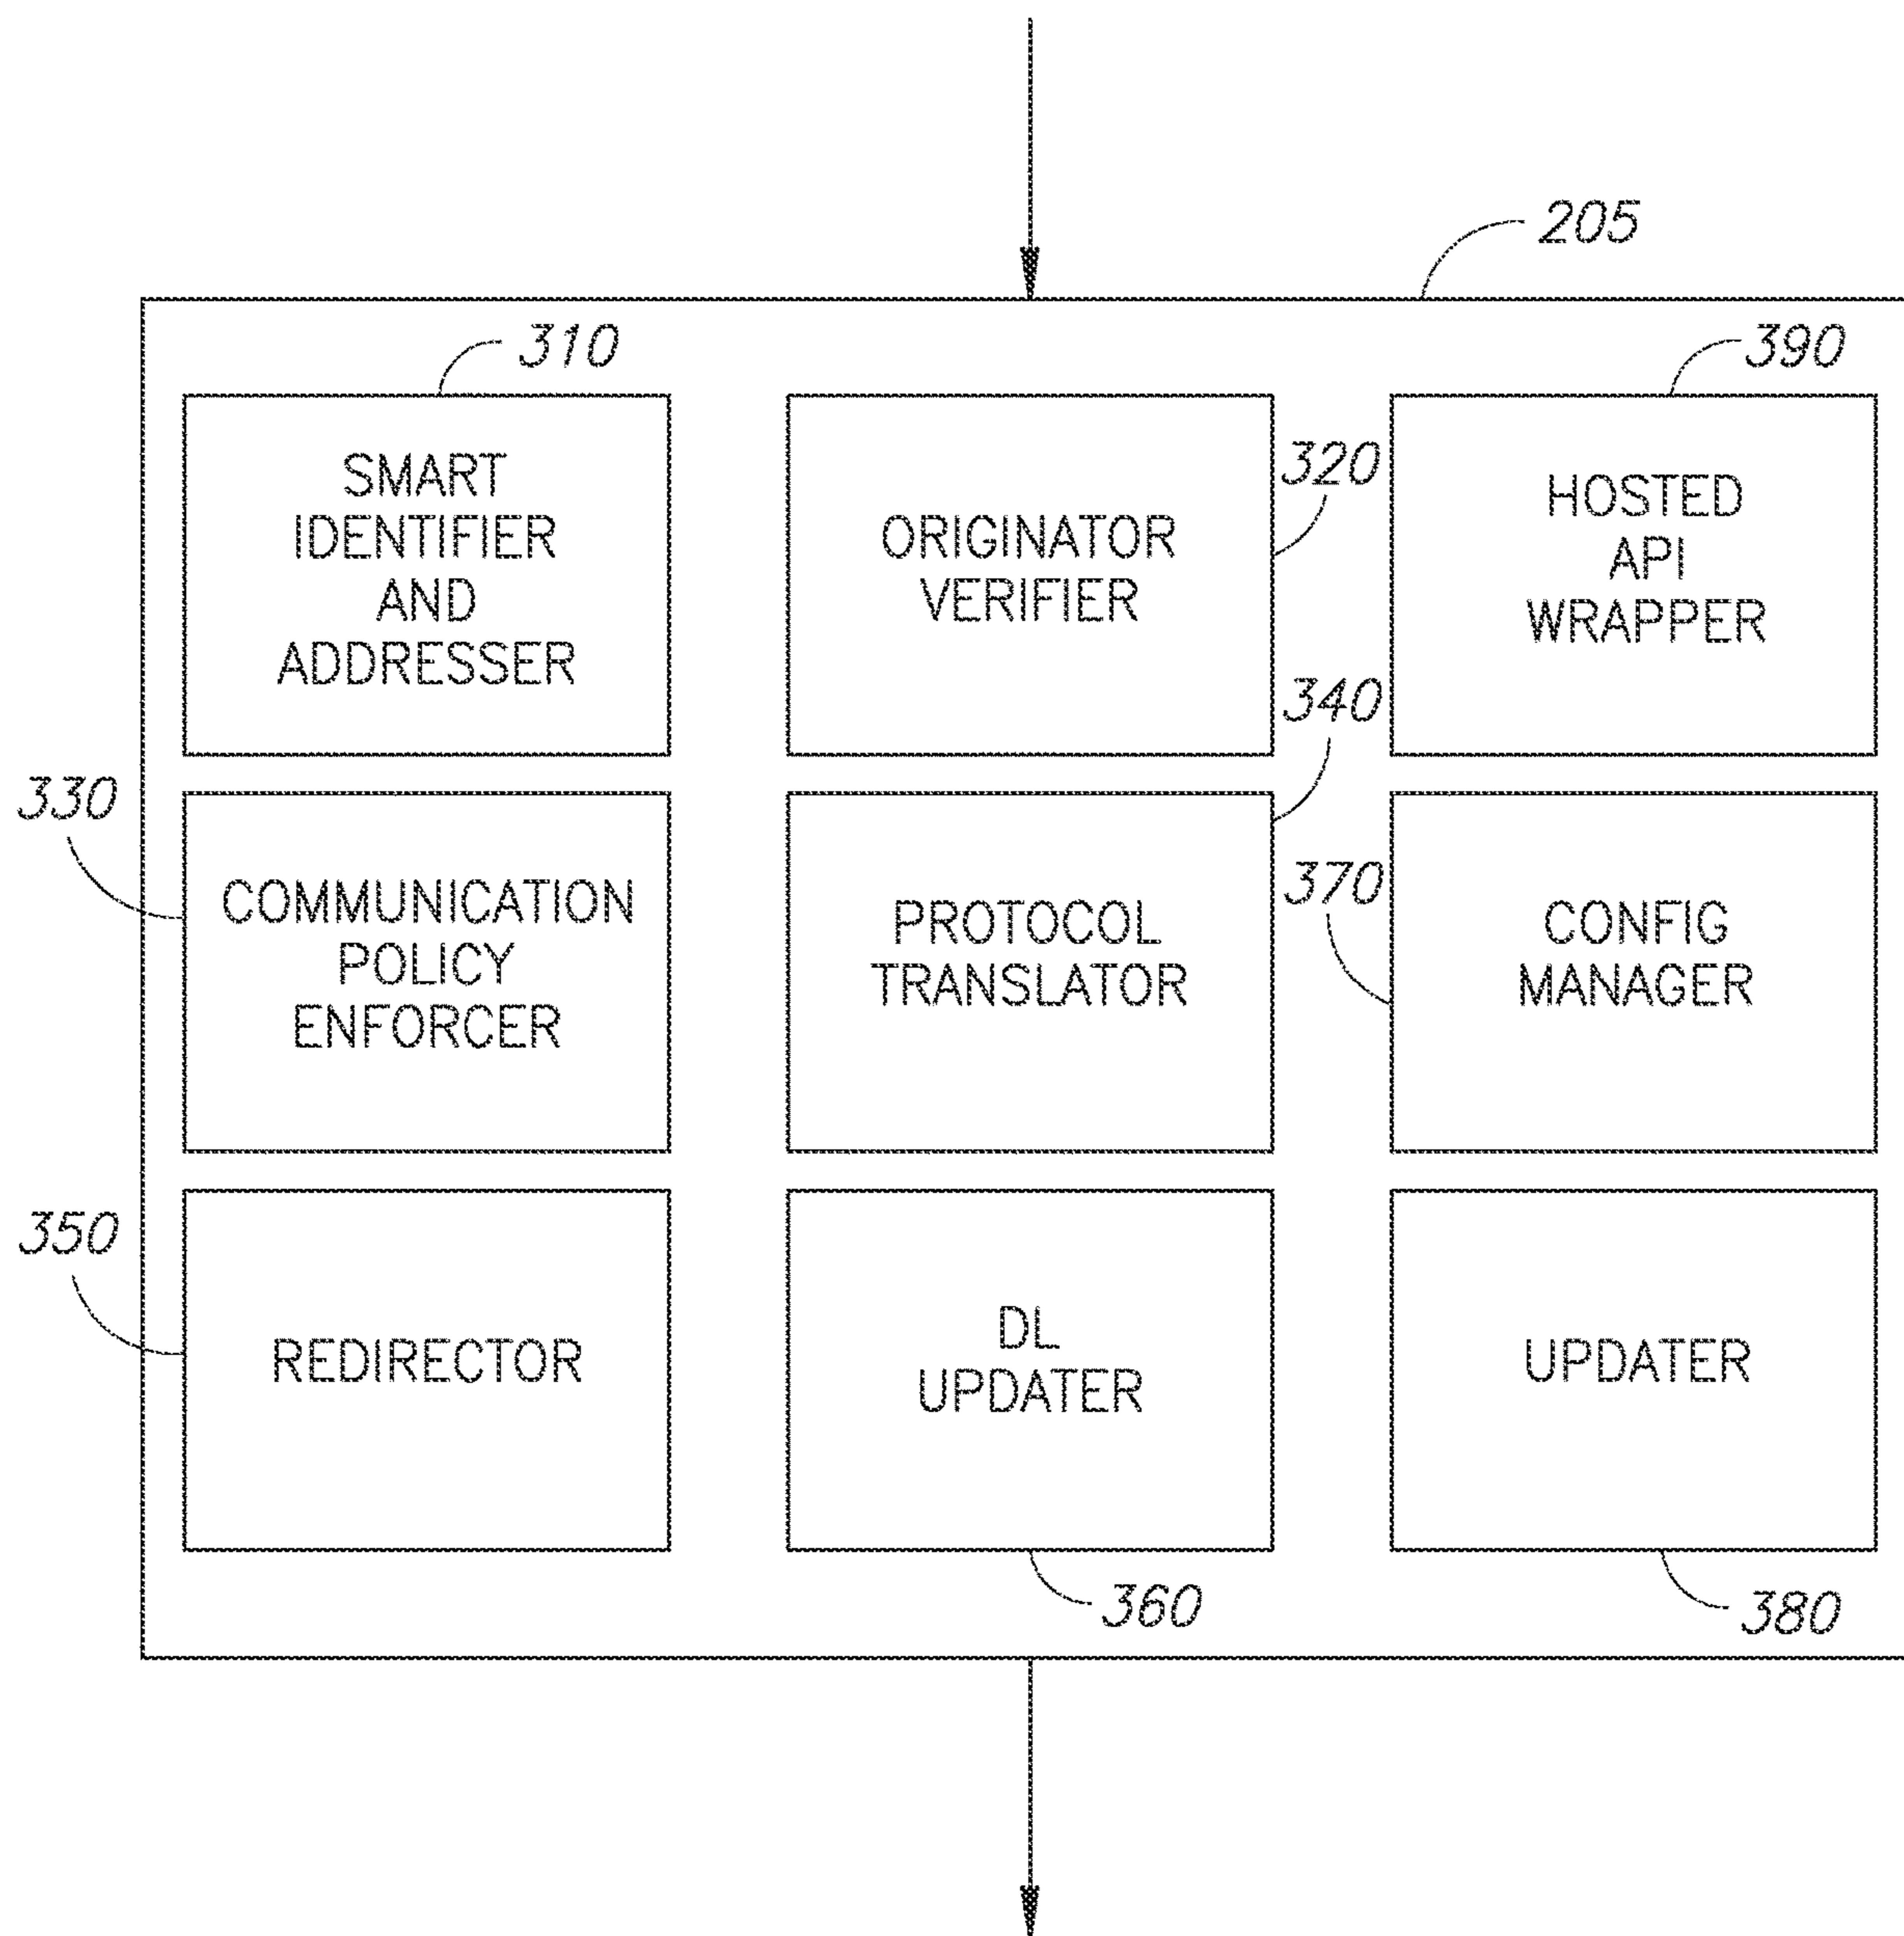 205
310
390
SMART
IDENTIFIER
AND
ADDRESSER
320
ORIGINATOR
VERIFIER
HOSTED
API
WRAPPER
340
330
COMMUNICATION
POLICY
ENFORCER
PROTOCOL
TRANSLATOR
370
CONFIG
MANAGER
350
REDIRECTOR
DL
UPDATER
UPDATER
360
380